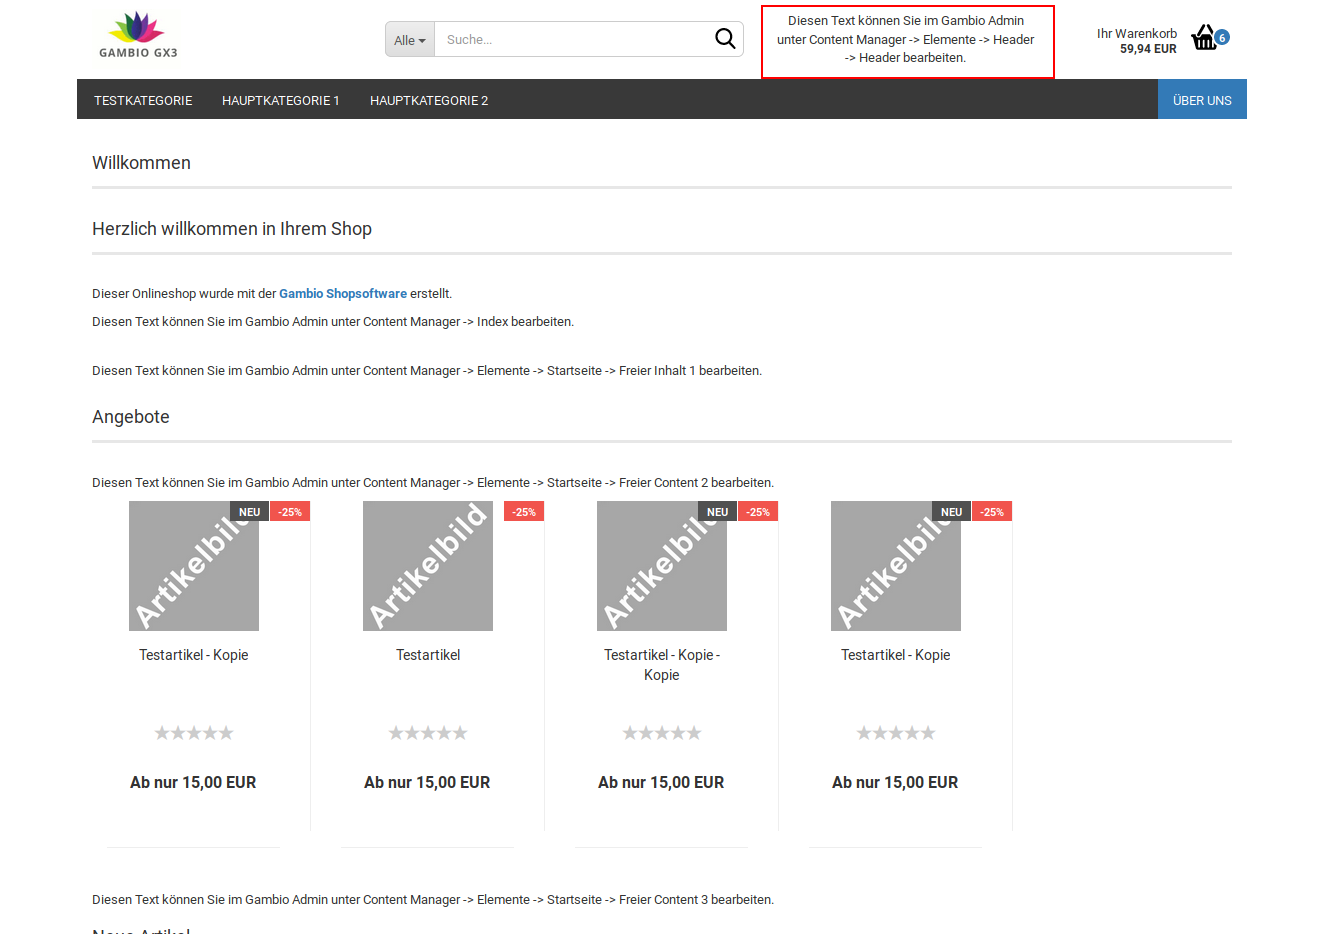 GAMBIO GX3
Alle
Suche...
Diesen Text können Sie im Gambio Admin
unter Content Manager -> Elemente -> Header
-> Header bearbeiten.
Ihr Warenkorb
59,94 EUR
6
TESTKATEGORIE
HAUPTKATEGORIE 1
HAUPTKATEGORIE 2
ÜBER UNS
Willkommen
Herzlich willkommen in Ihrem Shop
Dieser Onlineshop wurde mit der Gambio Shopsoftware erstellt.
Diesen Text können Sie im Gambio Admin unter Content Manager -> Index bearbeiten.
Diesen Text können Sie im Gambio Admin unter Content Manager -> Elemente -> Startseite -> Freier Inhalt 1 bearbeiten.
Angebote
Diesen Text können Sie im Gambio Admin unter Content Manager -> Elemente -> Startseite -> Freier Content 2 bearbeiten.
Artikelbild
NEU
-25%
Testartikel - Kopie
Ab nur 15,00 EUR
Artikelbild
-25%
Testartikel
Ab nur 15,00 EUR
Artikelbild
NEU
-25%
Testartikel - Kopie -
Kopie
Ab nur 15,00 EUR
Artikelbild
NEU
-25%
Testartikel - Kopie
Ab nur 15,00 EUR
Diesen Text können Sie im Gambio Admin unter Content Manager -> Elemente -> Startseite -> Freier Content 3 bearbeiten.
Neue Artikel